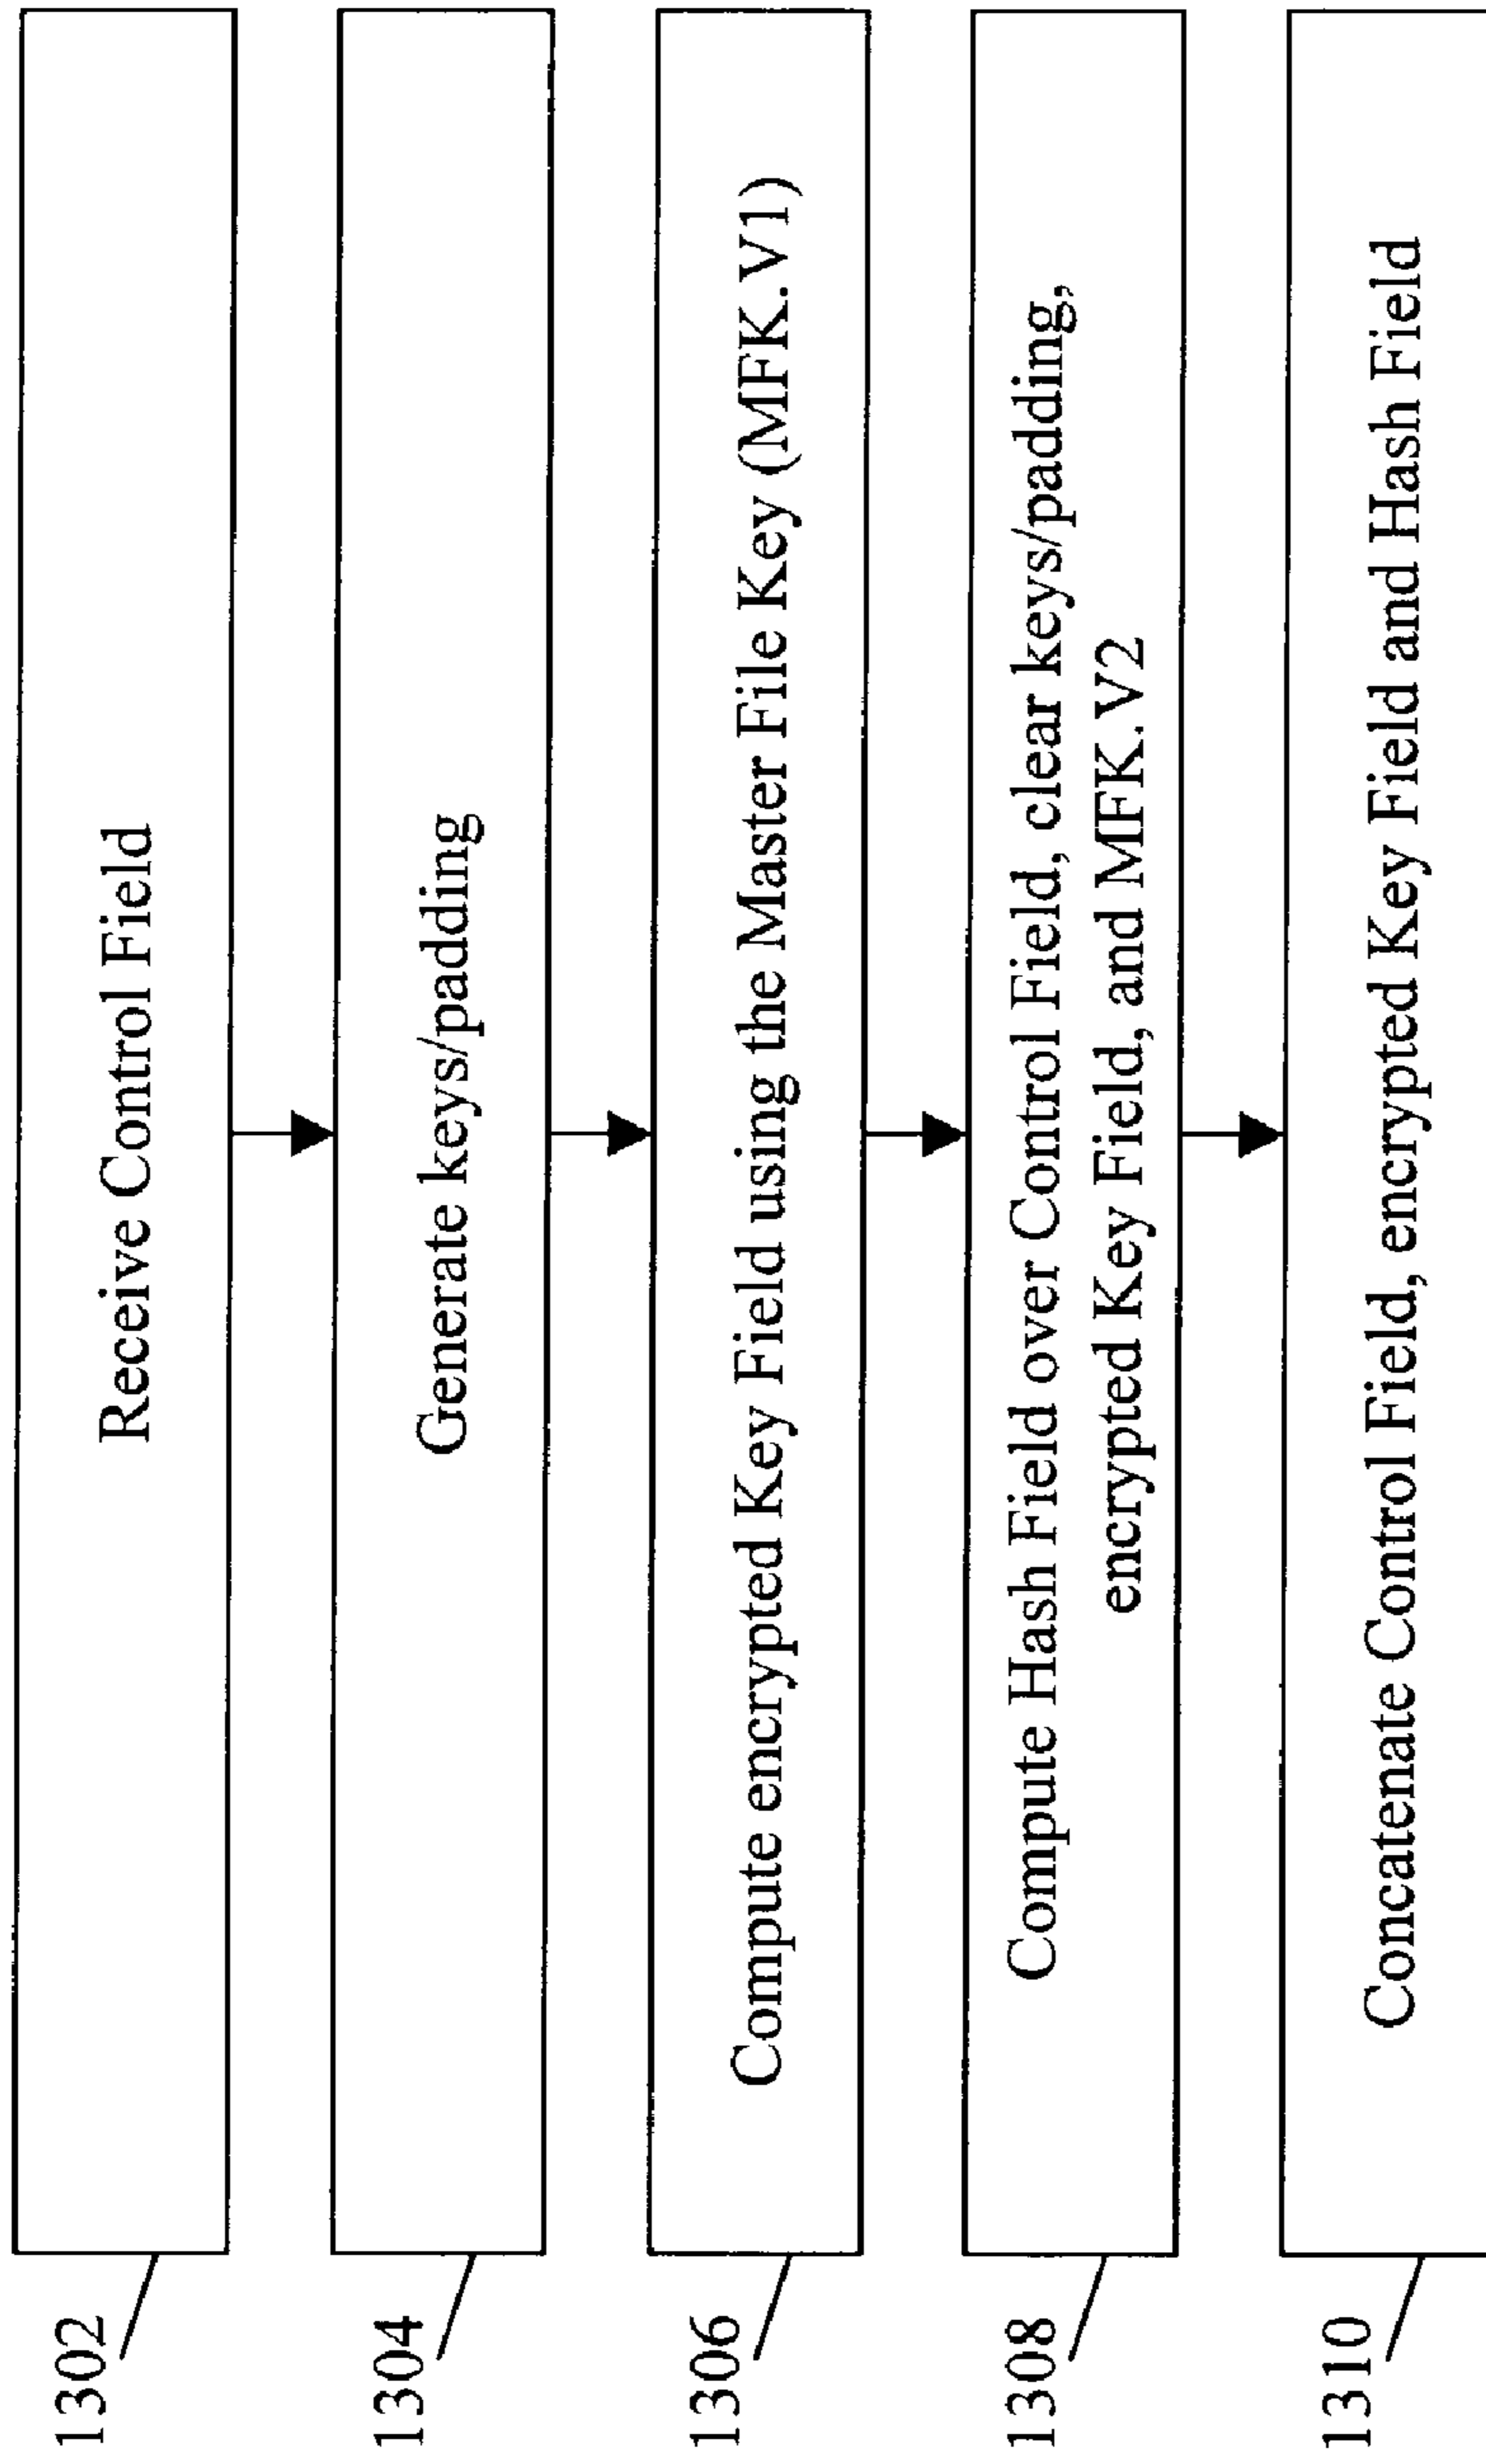 1302
Receive Control Field
1304
Generate keys/padding
1306
Compute encrypted Key Field using the Master File Key (MFK.V1)
1308
Compute Hash Field over Control Field, clear keys/padding,
encrypted Key Field, and MFK.V2
1310
Concatenate Control Field, encrypted Key Field and Hash Field